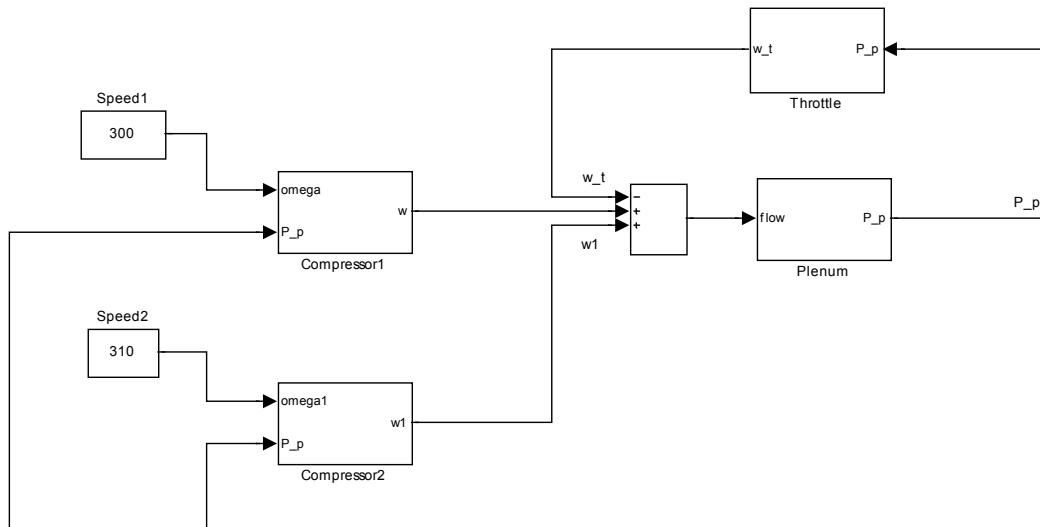 w_t
P_p
Throttle
Speed1
300
omega
P_p
w
Compressor1
w_t
−
+
+
w1
flow
P_p
Plenum
P_p
Speed2
310
omega1
P_p
w1
Compressor2